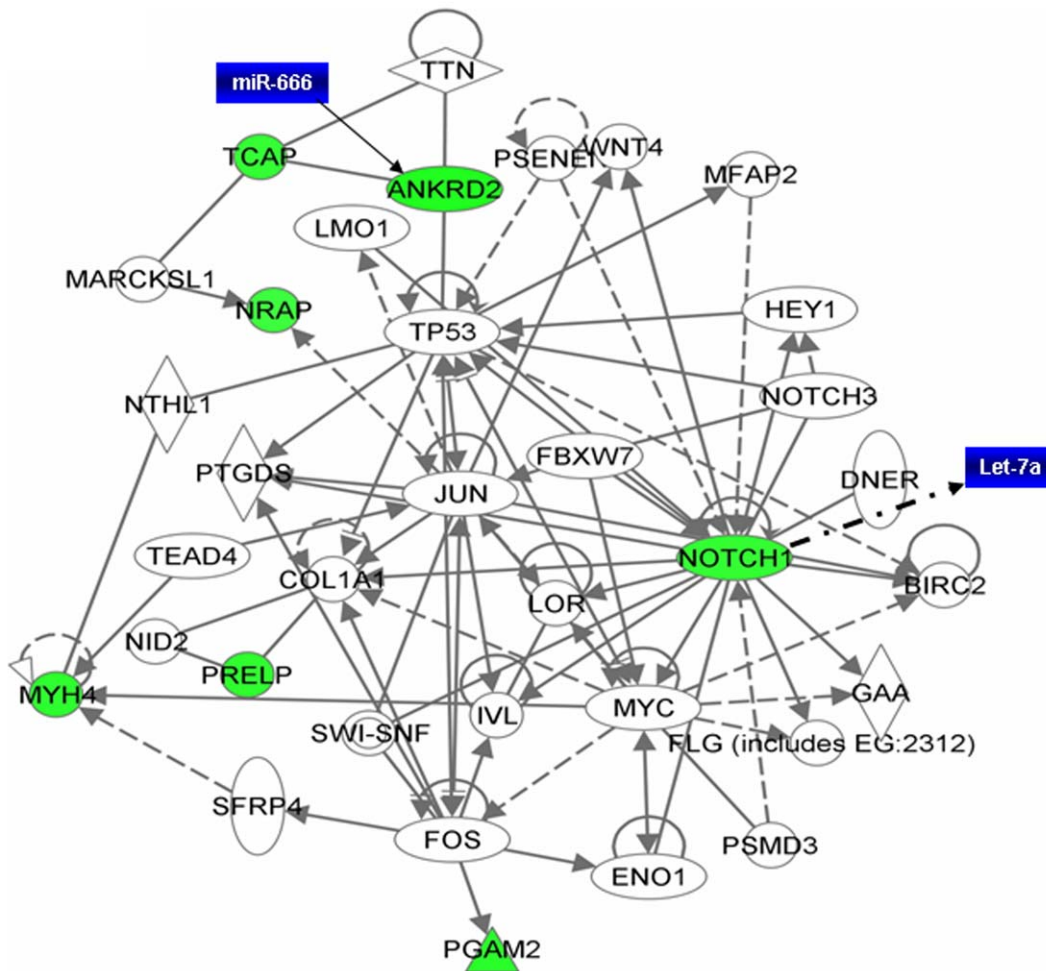 TTN
miR-666
TCAP
PSENEN
WNT4
MFAP2
ANKRD2
LMO1
MARCKSL1
NRAP
HEY1
TP53
NTHL1
NOTCH3
FBXW7
PTGDS
Let-7a
DNER
JUN
TEAD4
NOTCH1
COL1A1
BIRC2
LOR
NID2
PRELP
MYH4
GAA
IVL
MYC
SWI-SNF
FLG (includes EG:2312)
SFRP4
FOS
PSMD3
ENO1
PGAM2